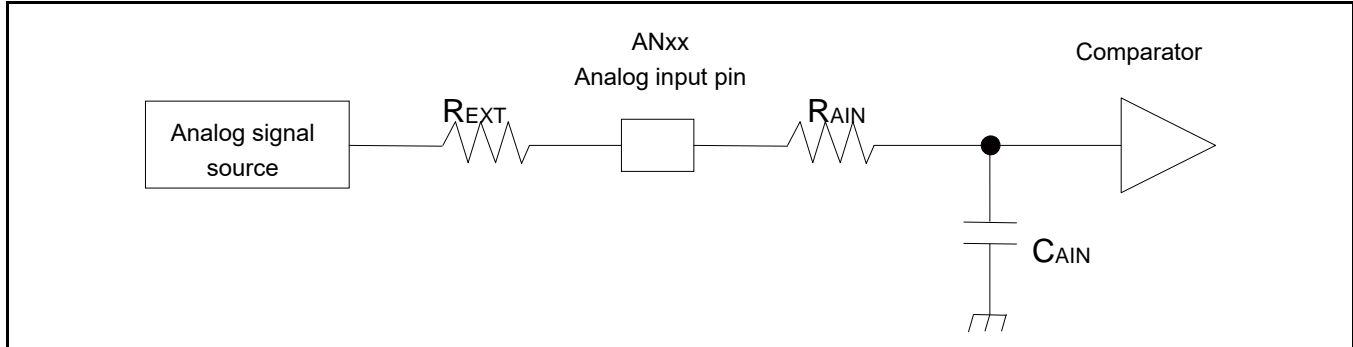 ANxx
Analog input pin
Comparator
REXT
RAIN
Analog signal
source
CAIN